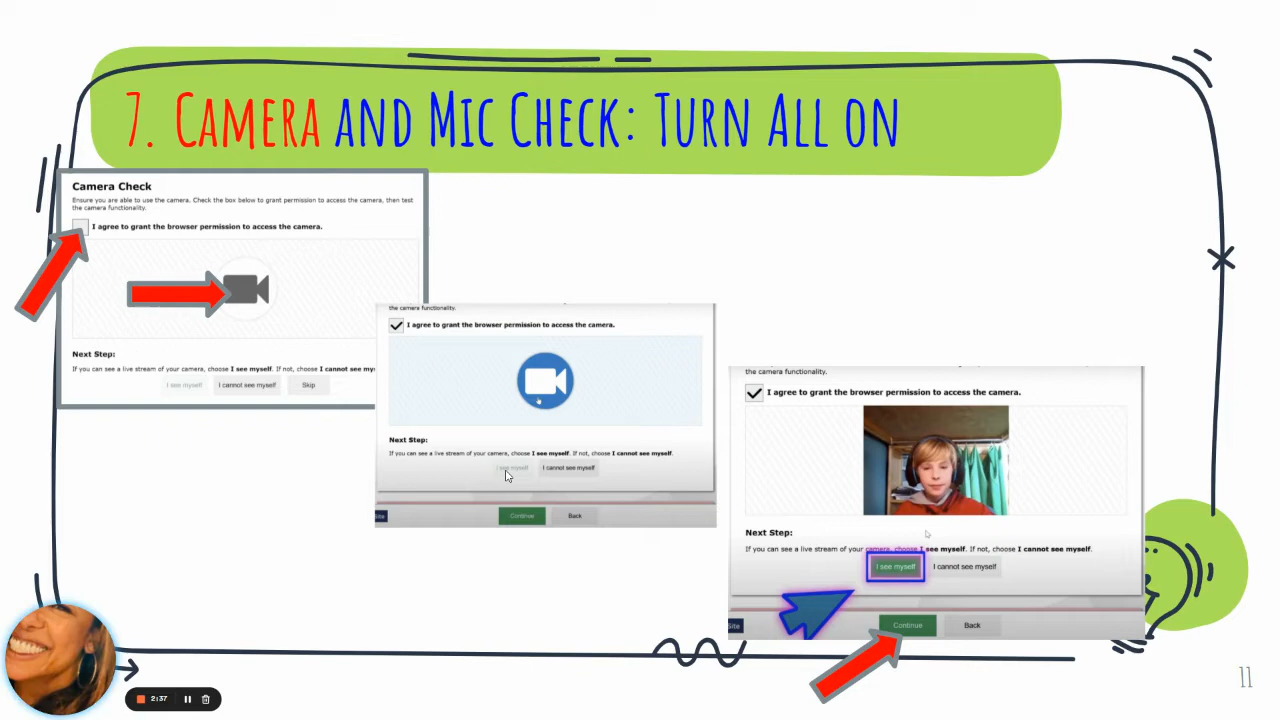 7. Camera and Mic Check: Turn All on
Camera Check
Ensure you are able to use the camera. Check the box below to grant permission to access the camera, then test
the camera functionality.
I agree to grant the browser permission to access the camera.
Next Step:
If you can see a live stream of your camera, choose I see myself. If not, choose I cannot see my
I see myself
I cannot see myself
Skip
the camera functionality.
I agree to grant the browser permission to access the camera.
Next Step:
If you can see a live stream of your camera, choose I see myself. If not, choose I cannot see myself.
I see myself
I cannot see myself
Site
Continue
Back
the camera functionality.
I agree to grant the browser permission to access the camera.
Next Step:
If you can see a live stream of your camera, choose I see myself. If not, choose I cannot see myself.
I see myself
I cannot see myself
Site
Continue
Back
2:37
11